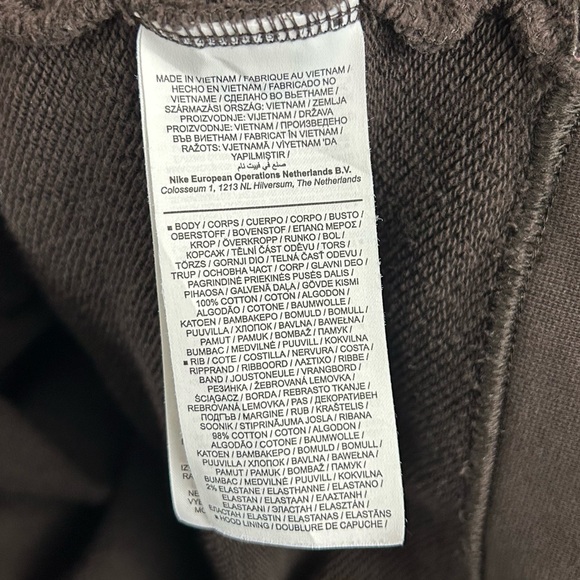 MADE IN VIETNAM / FABRIQUE AU VIETNAM /
HECHO EN VIETNAM / FABRICADO NO
VIETNAME / СДЕЛАНО ВО ВЬЕТНАМЕ /
SZÁRMAZÁSI ORSZÁG: VIETNAM / ZEMLJA
PROIZVODNJE: VIJETNAM / DRŽAVA
PROIZVODNJE: VIETNAM / ПРОИЗВЕДЕНО
ВЪВ ВИЕТНАМ / FABRICAT ÎN VIETNAM /
RAŽOTS: VJETNAMĀ / VİYETNAM 'DA
YAPILMIŞTIR /
صنع في فييت نام
Nike European Operations Netherlands B.V.
Colosseum 1, 1213 NL Hilversum, The Netherlands
▪ BODY / CORPS / CUERPO / CORPO / BUSTO /
OBERSTOFF / BOVENSTOF / ΕΠΑΝΩ ΜΕΡΟΣ /
KROP / ÖVERKROPP / RUNKO / BOL /
КОРСАЖ / TĚLNÍ ČÁST ODĚVU / TORS /
TÖRZS / GORNJI DIO / TELNÁ ČASŤ ODEVU /
TRUP / ОСНОВНА ЧАСТ / CORP / GLAVNI DEO /
PAGRINDINĖ PRIEKINĖS PUSĖS DALIS /
PIHAOSA / GALVENĀ DAĻA / GÖVDE KISMI
100% COTTON / COTON / ALGODON /
ALGODÃO / COTONE / BAUMWOLLE /
KATOEN / ΒΑΜΒΑΚΕΡΟ / BOMULD / BOMULL /
PUUVILLA / ХЛОПОК / BAVLNA / BAWEŁNA /
PAMUT / PAMUK / BOMBAŽ / ПАМУК /
BUMBAC / MEDVILNĖ / PUUVILL / KOKVILNA
▪ RIB / CÔTE / COSTILLA / NERVURA / COSTA /
RIPPRAND / RIBBOORD / ΛΑΣΤΙΧΟ / RIBBE /
BAND / JOUSTONEULE / VRANGBORD /
РЕЗИНКА / ŽEBROVANÁ LEMOVKA /
ŚCIĄGACZ / BORDA / REBRASTO TKANJE /
REBROVANÁ LEMOVKA / PAS / ДЕКОРАТИВЕН
ПОДГЪВ / MARGINE / RUB / KRAŠTELIS /
SOONIK / STIPRINĀJUMA JOSLA / RIBANA
98% COTTON / COTON / ALGODON /
ALGODÃO / COTONE / BAUMWOLLE /
KATOEN / ΒΑΜΒΑΚΕΡΟ / BOMULD / BOMULL /
PUUVILLA / ХЛОПОК / BAVLNA / BAWEŁNA /
PAMUT / PAMUK / BOMBAŽ / ПАМУК /
BUMBAC / MEDVILNĖ / PUUVILL / KOKVILNA
2% ELASTANE / ELASTHANNE / ELASTANO /
ELASTAN / ELASTAAN / ΕΛΑΣΤΑΝΗ /
ЭЛАСТАН / ELASTAANI / ЭЛАСТАН / ELASZTÁN /
ЕЛАСТАН / ELASTIN / ELASTANAS / ELASTĀNS
▪ HOOD LINING / DOUBLURE DE CAPUCHE /